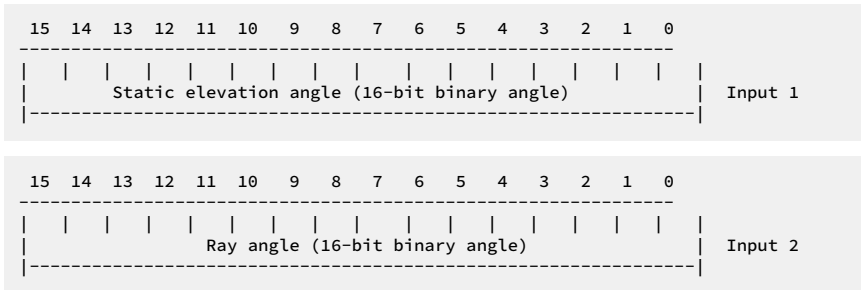 15 14 13 12 11 10 9 8 7 6 5 4 3 2 1 0
---------------------------------------------------------------
| | | | | | | | | | | | | | | | |
| Static elevation angle (16-bit binary angle) | Input 1
|----------------------------------------------------------------|
15 14 13 12 11 10 9 8 7 6 5 4 3 2 1 0
---------------------------------------------------------------
| | | | | | | | | | | | | | | | |
| Ray angle (16-bit binary angle) | Input 2
|----------------------------------------------------------------|